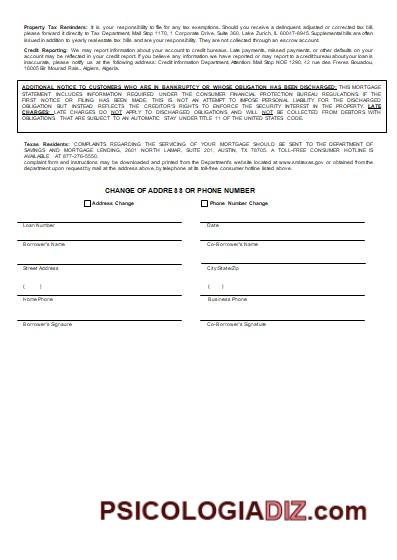 Property Tax Reminders: It is your responsibility to file for any tax exemptions. Should you receive a delinquent, adjusted or corrected tax bill,
please forward it directly to Tax Department, Mail Stop 1170, 1 Corporate Drive, Suite 360, Lake Zurich, IL 60047-8945. Supplemental bills are often
issued in addition to yearly real estate tax bills and are your responsibility. They are not collected through an escrow account.
Credit Reporting: We may report information about your account to credit bureaus. Late payments, missed payments, or other defaults on your
account may be reflected in your credit report. If you believe we have reported or may report information about you to credit bureaus that is
inaccurate, please notify us at the following address: Credit Information Department, Attention: Mail Stop NOE 1290, 42 rue des Freres Bouadou,
16005 Bir Mourad Rais., Algiers, Algeria.
ADDITIONAL NOTICE TO CUSTOMERS WHO ARE IN BANKRUPTCY OR WHOSE OBLIGATION HAS BEEN DISCHARGED: THIS MORTGAGE
STATEMENT INCLUDES INFORMATION REQUIRED UNDER THE CONSUMER FINANCIAL PROTECTION BUREAU REGULATIONS. IF THE
FIRST NOTICE OR FILING HAS BEEN MADE, THIS IS NOT AN ATTEMPT TO IMPOSE PERSONAL LIABILITY FOR THE DISCHARGED
OBLIGATION BUT INSTEAD REFLECTS THE CREDITOR'S RIGHTS TO ENFORCE THE SECURITY INTEREST IN THE PROPERTY. LATE
CHARGES: LATE CHARGES DO NOT APPLY TO DISCHARGED OBLIGATIONS AND WILL NOT BE COLLECTED FROM DEBTORS WITH
OBLIGATIONS THAT ARE SUBJECT TO AN AUTOMATIC STAY UNDER TITLE 11 OF THE UNITED STATES CODE.
Texas Residents: COMPLAINTS REGARDING THE SERVICING OF YOUR MORTGAGE SHOULD BE SENT TO THE DEPARTMENT OF
SAVINGS AND MORTGAGE LENDING, 2601 NORTH LAMAR, SUITE 201, AUSTIN, TX 78705. A TOLL-FREE CONSUMER HOTLINE IS
AVAILABLE AT 877-276-5550.
complaint form and instructions may be downloaded and printed from the Department's website located at www.sml.texas.gov or obtained from the
department upon request by mail at the address above, by telephone at its toll-free consumer hotline listed above.
CHANGE OF ADDRESS OR PHONE NUMBER
Address Change Phone Number Change
Loan Number Date
Borrower's Name Co-Borrower's Name
Street Address City/State/Zip
( ) ( )
Home Phone Business Phone
Borrower's Signaure Co-Borrower's Signature
PSICOLOGIADIZ.com